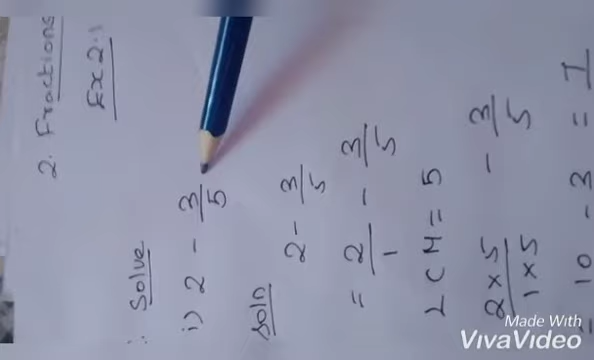 2. Fractions
Ex 2.1
: Solve
i) 2 - 3/5
Soln
2 - 3/5
= 2/1 - 3/5
LCM = 5
2 × 5/1 × 5 - 3/5
= 10 - 3 = 7
Made With
VivaVideo